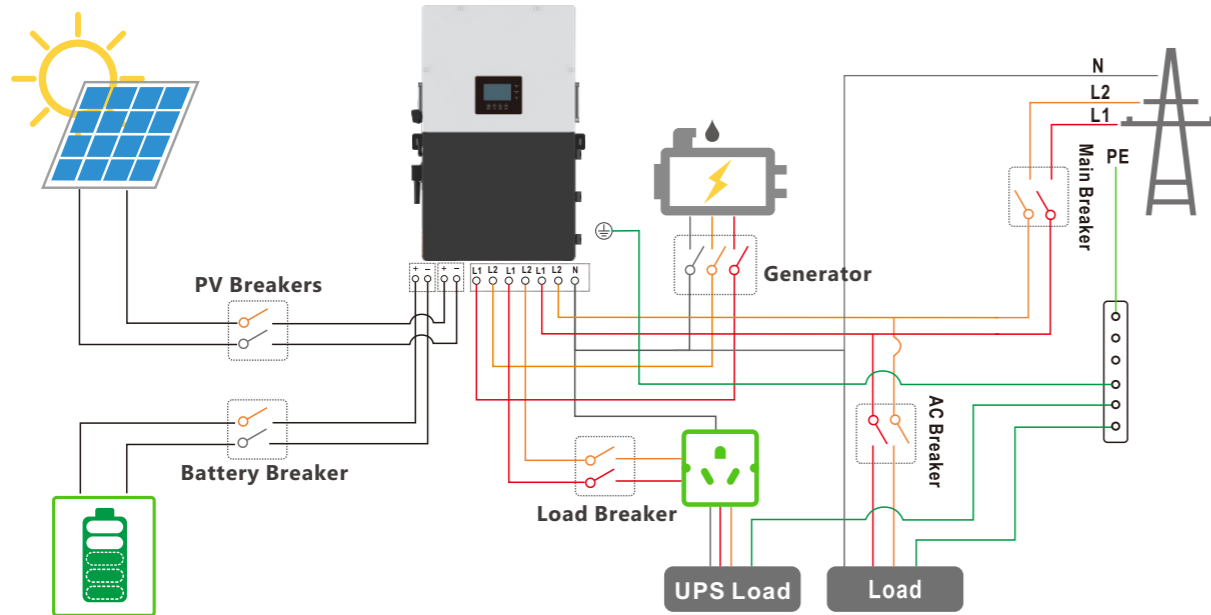 N
L2
L1
PE
Main Breaker
Generator
+ − + − L1 L2 L1 L2 L1 L2 N
PV Breakers
AC Breaker
Battery Breaker
Load Breaker
UPS Load
Load